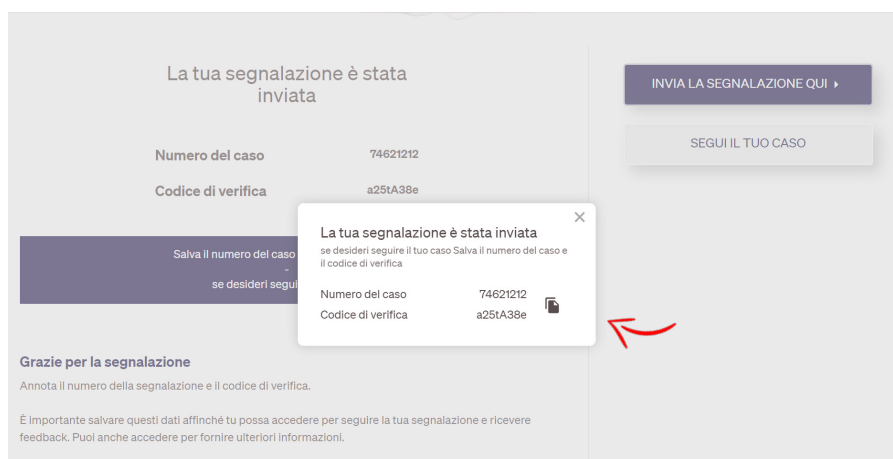 La tua segnalazione è stata
inviata
INVIA LA SEGNALAZIONE QUI
SEGUI IL TUO CASO
Numero del caso 74621212
Codice di verifica a25tA38e
La tua segnalazione è stata inviata
se desideri seguire il tuo caso Salva il numero del caso e
il codice di verifica
Numero del caso 74621212
Codice di verifica a25tA38e
Salva il numero del caso
-
se desideri segui
Grazie per la segnalazione
Annota il numero della segnalazione e il codice di verifica.
È importante salvare questi dati affinché tu possa accedere per seguire la tua segnalazione e ricevere
feedback. Puoi anche accedere per fornire ulteriori informazioni.